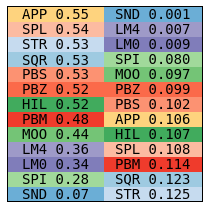 APP 0.55 SND 0.001
SPL 0.54 LM4 0.007
STR 0.53 LM0 0.009
SQR 0.53 SPI 0.080
PBS 0.53 MOO 0.097
PBZ 0.52 PBZ 0.099
HIL 0.52 PBS 0.102
PBM 0.48 APP 0.106
MOO 0.44 HIL 0.107
LM4 0.36 SPL 0.108
LM0 0.34 PBM 0.114
SPI 0.28 SQR 0.123
SND 0.07 STR 0.125